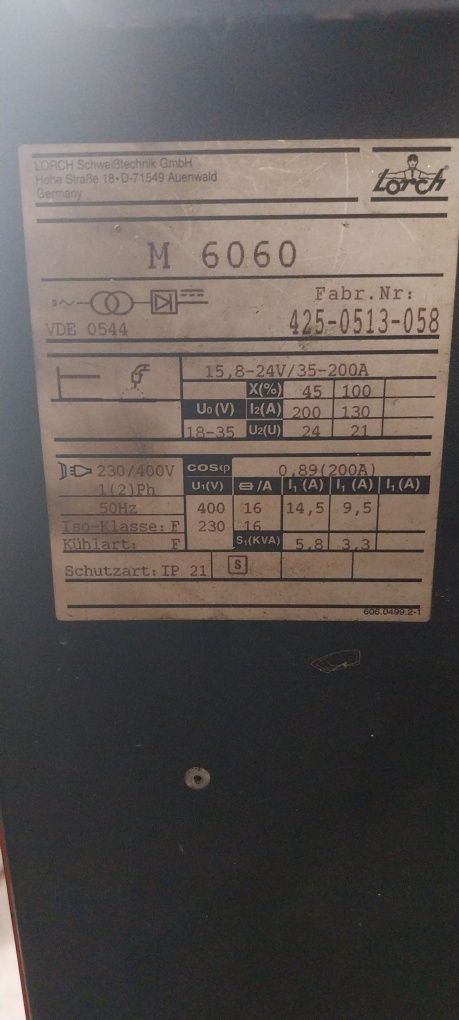 LORCH Schweißtechnik GmbH
Hohe Straße 18 • D-71549 Auenwald
Germany
Lorch
M 6060
3~
Fabr.Nr:
VDE 0544
425-0513-058
15,8-24V/35-200A
X(%) 45 100
U₀(V) I₂(A) 200 130
18-35 U₂(U) 24 21
230/400V cosφ 0,89(200A)
1(2)Ph U₁(V) /A I₁ (A) I₁ (A) I₁ (A)
50Hz 400 16 14,5 9,5
Iso-Klasse: F 230 16
Kühlart: F S₁(KVA) 5,8 3,3
Schutzart: IP 21 S
606.0499.2-1